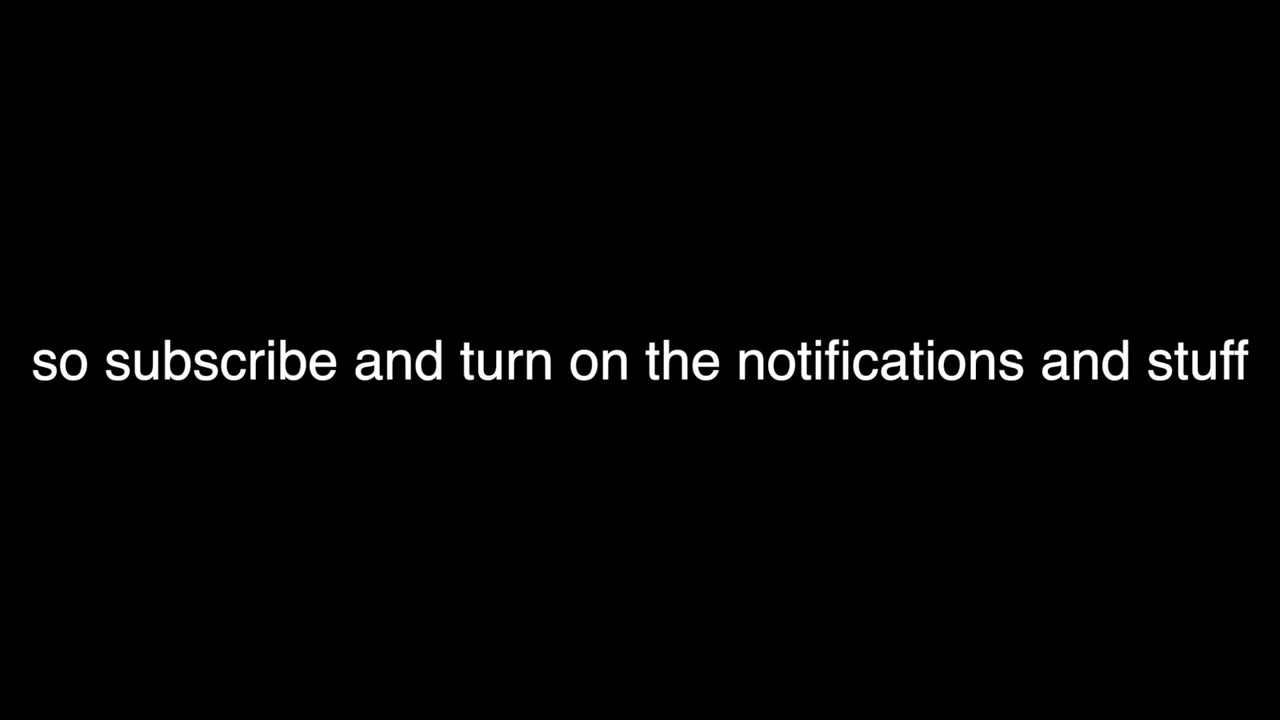 so subscribe and turn on the notifications and stuff